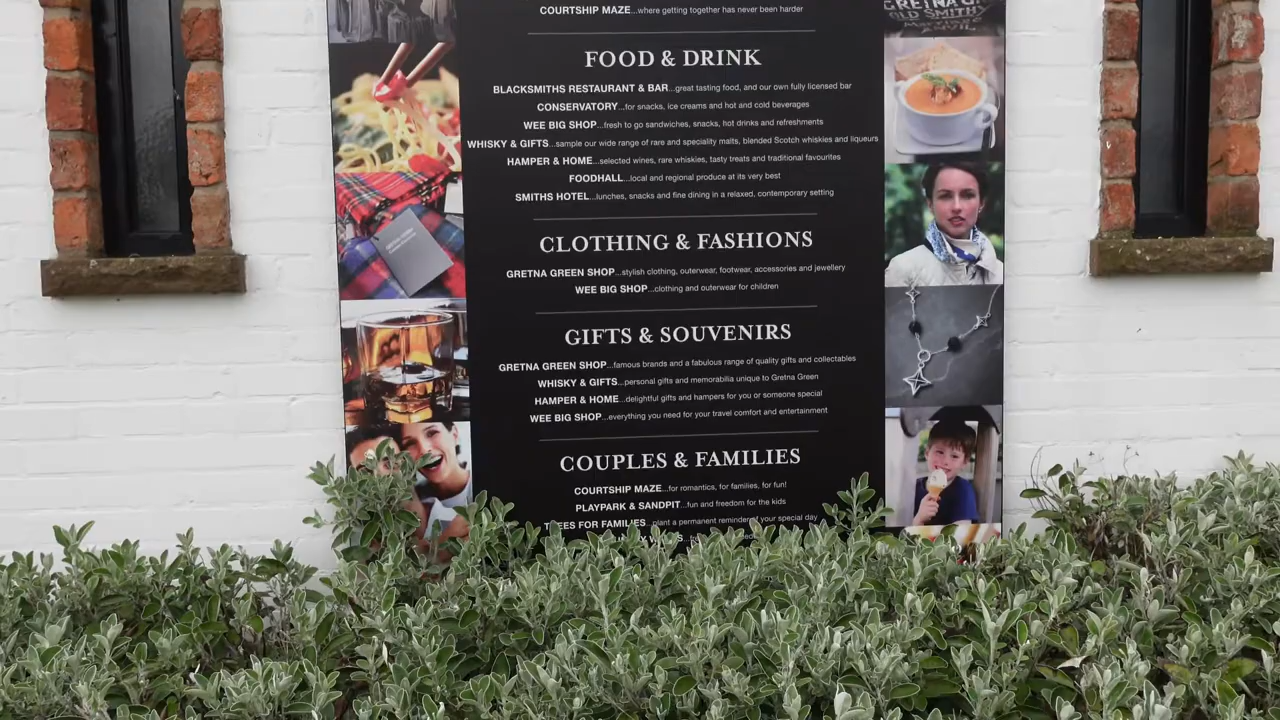 GRETNA G
OLD SMITHY
ANVIL
COURTSHIP MAZE...where getting together has never been harder
FOOD & DRINK
BLACKSMITHS RESTAURANT & BAR...great tasting food, and our own fully licensed bar
CONSERVATORY...for snacks, ice creams and hot and cold beverages
WEE BIG SHOP...fresh to go sandwiches, snacks, hot drinks and refreshments
WHISKY & GIFTS...sample our wide range of rare and speciality malts, blended Scotch whiskies and liqueurs
HAMPER & HOME...selected wines, rare whiskies, tasty treats and traditional favourites
FOODHALL...local and regional produce at its very best
SMITHS HOTEL...lunches, snacks and fine dining in a relaxed, contemporary setting
CLOTHING & FASHIONS
GRETNA GREEN SHOP...stylish clothing, outerwear, footwear, accessories and jewellery
WEE BIG SHOP...clothing and outerwear for children
GIFTS & SOUVENIRS
GRETNA GREEN SHOP...famous brands and a fabulous range of quality gifts and collectables
WHISKY & GIFTS...personal gifts and memorabilia unique to Gretna Green
HAMPER & HOME...delightful gifts and hampers for you or someone special
WEE BIG SHOP...everything you need for your travel comfort and entertainment
COUPLES & FAMILIES
COURTSHIP MAZE...for romantics, for families, for fun!
PLAYPARK & SANDPIT...fun and freedom for the kids
TREES FOR FAMILIES...plant a permanent reminder of your special day